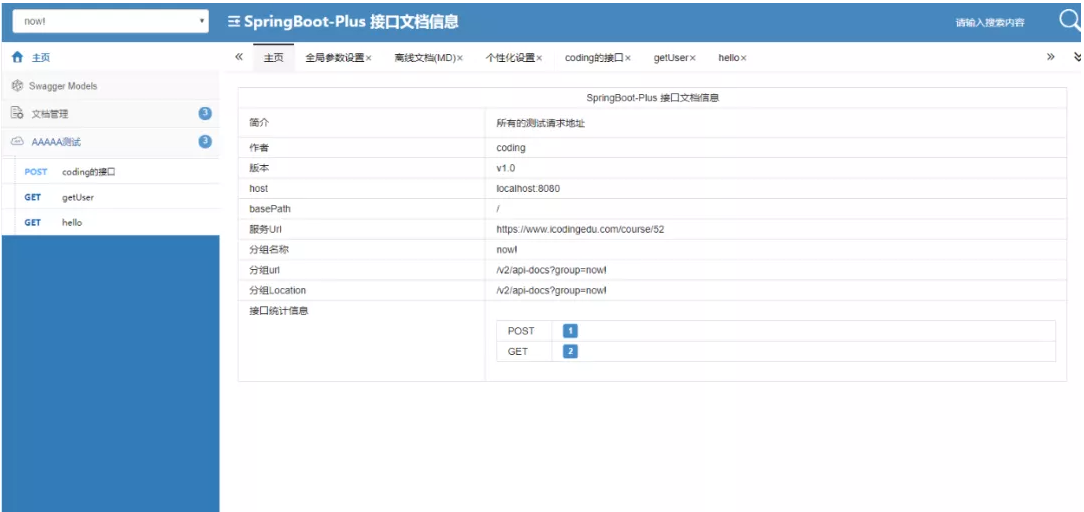 now!
SpringBoot-Plus 接口文档信息
请输入搜索内容
主页
Swagger Models
文档管理 3
AAAAA测试 3
POST coding的接口
GET getUser
GET hello
« 主页 全局参数设置× 离线文档(MD)× 个性化设置× coding的接口× getUser× hello× »
SpringBoot-Plus 接口文档信息
简介 所有的测试请求地址
作者 coding
版本 v1.0
host localhost:8080
basePath /
服务Url https://www.icodingedu.com/course/52
分组名称 now!
分组url /v2/api-docs?group=now!
分组Location /v2/api-docs?group=now!
接口统计信息
POST 1
GET 2